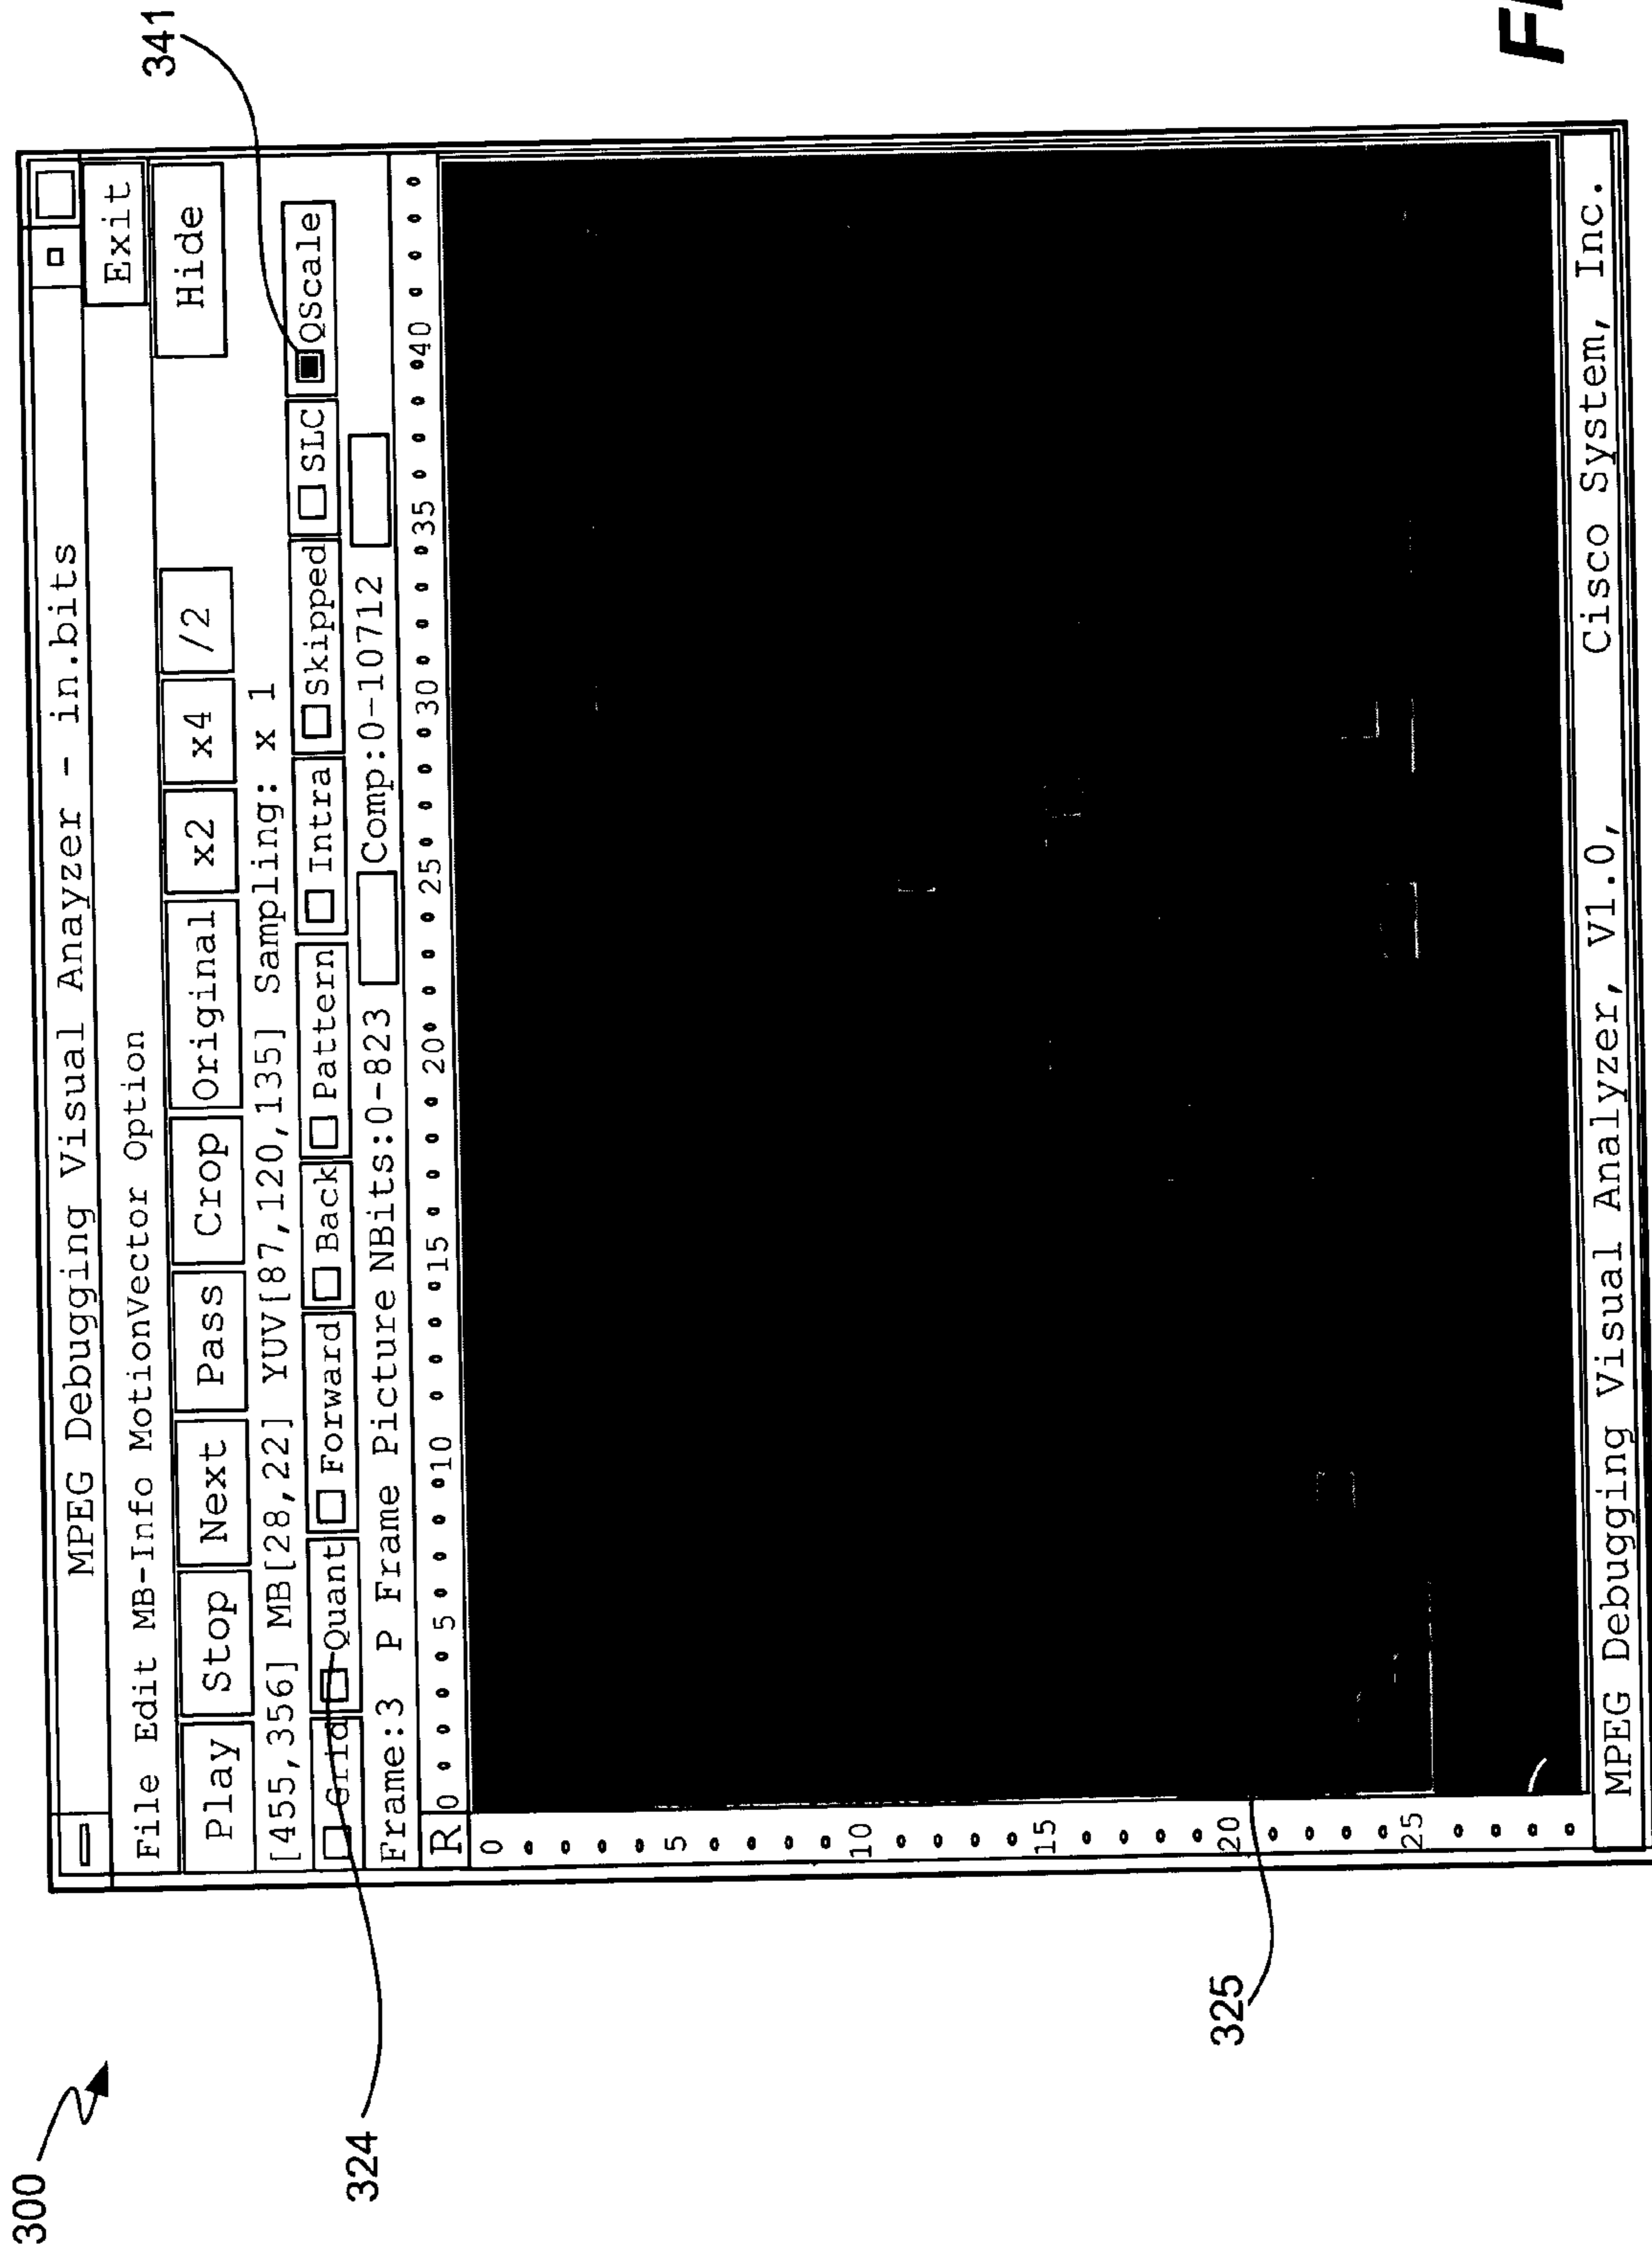 300
MPEG Debugging Visual Anayzer - in.bits
Exit
File Edit MB-Info MotionVector Option
Play Stop Next Pass Crop Original x2 x4 /2 Hide
[455,356] MB[28,22] YUV[87,120,135] Sampling: x 1
Grid Quant Forward Back Pattern Intra Skipped SLC QScale
341
324
Frame:3 P Frame Picture NBits:0-823 Comp:0-10712
R 0 5 10 15 20 25 30 35 40
0
5
10
15
20
25
325
MPEG Debugging Visual Analyzer, V1.0, Cisco System, Inc.